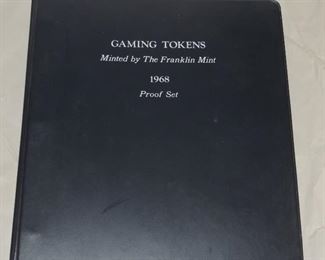 GAMING TOKENS
Minted by The Franklin Mint
1968
Proof Set